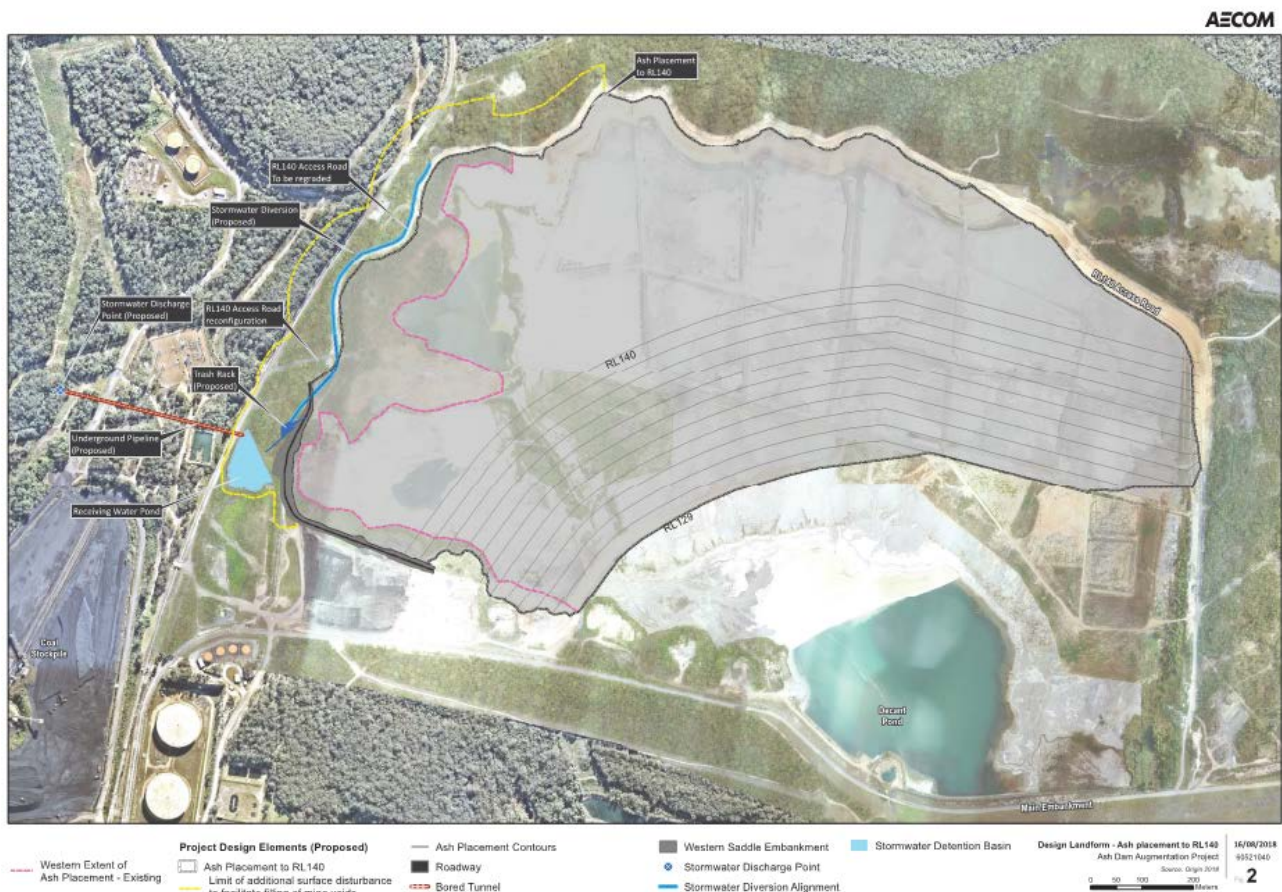 AECOM
Ash Placement
to RL140
RL140 Access Road
To be regraded
Stormwater Diversion
(Proposed)
Stormwater Discharge
Point (Proposed)
RL140 Access Road
reconfiguration
RL140 Access Road
RL140
Trash Rack
(Proposed)
Underground Pipeline
(Proposed)
Receiving Water Pond
RL129
Coal
Stockpile
Decant
Pond
Main Embankment
Western Extent of
Ash Placement - Existing
Project Design Elements (Proposed)
Ash Placement to RL140
Limit of additional surface disturbance
to facilitate filling of mine voids
Ash Placement Contours
Roadway
Bored Tunnel
Western Saddle Embankment
Stormwater Discharge Point
Stormwater Diversion Alignment
Stormwater Detention Basin
Design Landform - Ash placement to RL140
Ash Dam Augmentation Project
Source: Origin 2018
0 50 100 200
Meters
16/08/2018
60521040
2